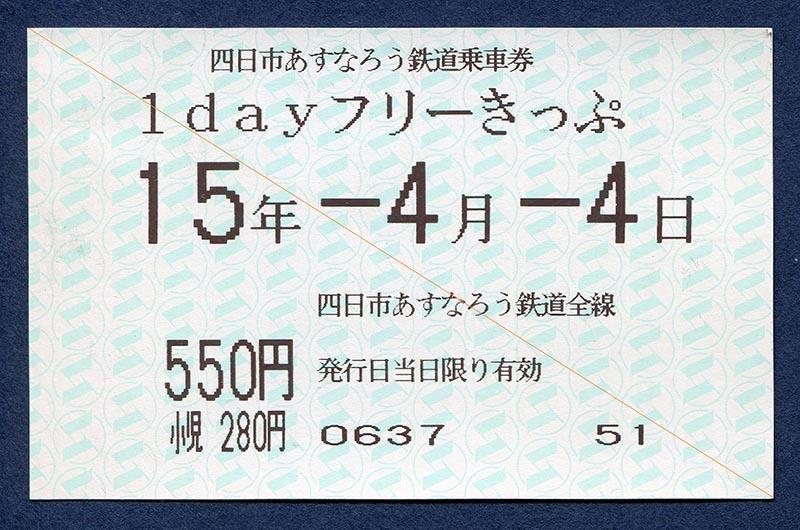 四日市あすなろう鉄道乗車券
1dayフリーきっぷ
15年-4月-4日
四日市あすなろう鉄道全線
550円 発行日当日限り有効
小児 280円 0637 51